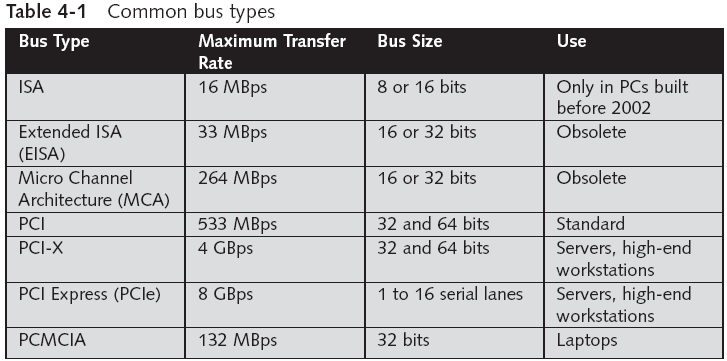 Table 4-1 Common bus types
Bus Type Maximum Transfer Rate Bus Size Use
ISA 16 MBps 8 or 16 bits Only in PCs built before 2002
Extended ISA (EISA) 33 MBps 16 or 32 bits Obsolete
Micro Channel Architecture (MCA) 264 MBps 16 or 32 bits Obsolete
PCI 533 MBps 32 and 64 bits Standard
PCI-X 4 GBps 32 and 64 bits Servers, high-end workstations
PCI Express (PCIe) 8 GBps 1 to 16 serial lanes Servers, high-end workstations
PCMCIA 132 MBps 32 bits Laptops